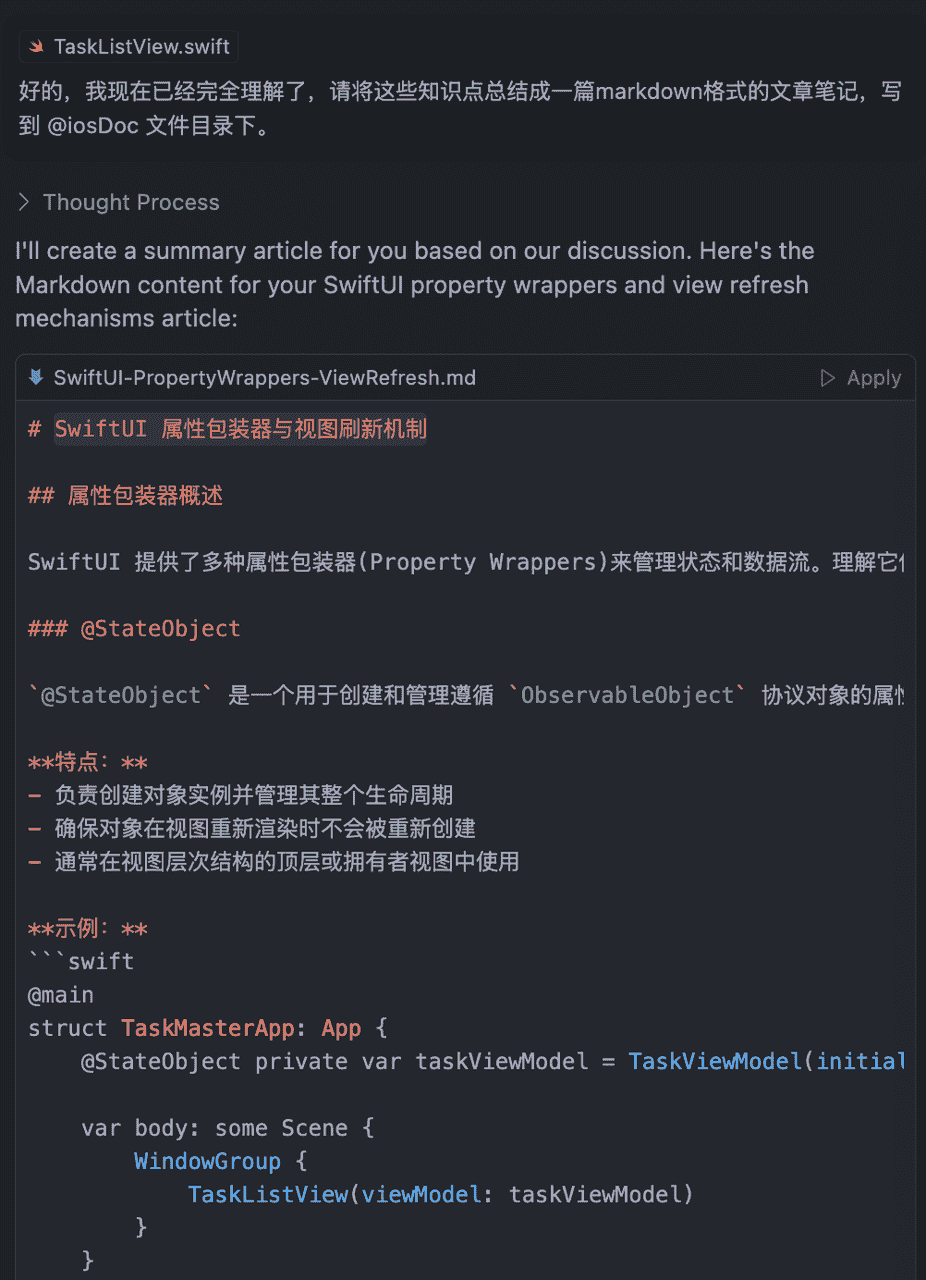 TaskListView.swift
好的，我现在已经完全理解了，请将这些知识点总结成一篇markdown格式的文章笔记，写
到 @iosDoc 文件目录下。
Thought Process
I'll create a summary article for you based on our discussion. Here's the
Markdown content for your SwiftUI property wrappers and view refresh
mechanisms article:
SwiftUI-PropertyWrappers-ViewRefresh.md
Apply
# SwiftUI 属性包装器与视图刷新机制
## 属性包装器概述
SwiftUI 提供了多种属性包装器(Property Wrappers)来管理状态和数据流。理解它
### @StateObject
`@StateObject` 是一个用于创建和管理遵循 `ObservableObject` 协议对象的属
**特点：**
- 负责创建对象实例并管理其整个生命周期
- 确保对象在视图重新渲染时不会被重新创建
- 通常在视图层次结构的顶层或拥有者视图中使用
**示例：**
```swift
@main
struct TaskMasterApp: App {
    @StateObject private var taskViewModel = TaskViewModel(initial
    var body: some Scene {
        WindowGroup {
            TaskListView(viewModel: taskViewModel)
        }
    }